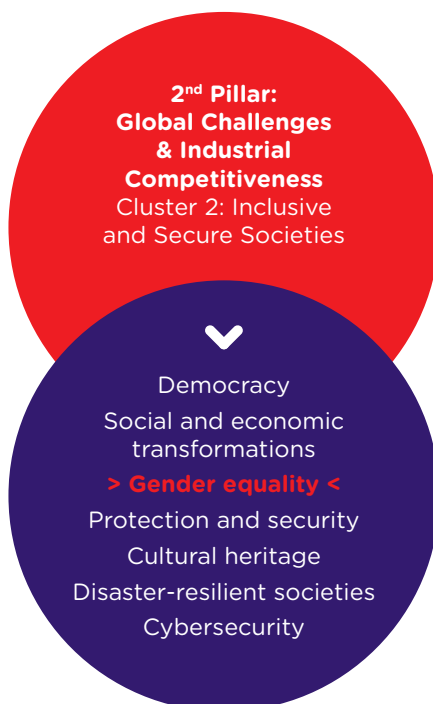 2nd Pillar:
Global Challenges
& Industrial
Competitiveness
Cluster 2: Inclusive
and Secure Societies
Democracy
Social and economic
transformations
> Gender equality <
Protection and security
Cultural heritage
Disaster-resilient societies
Cybersecurity